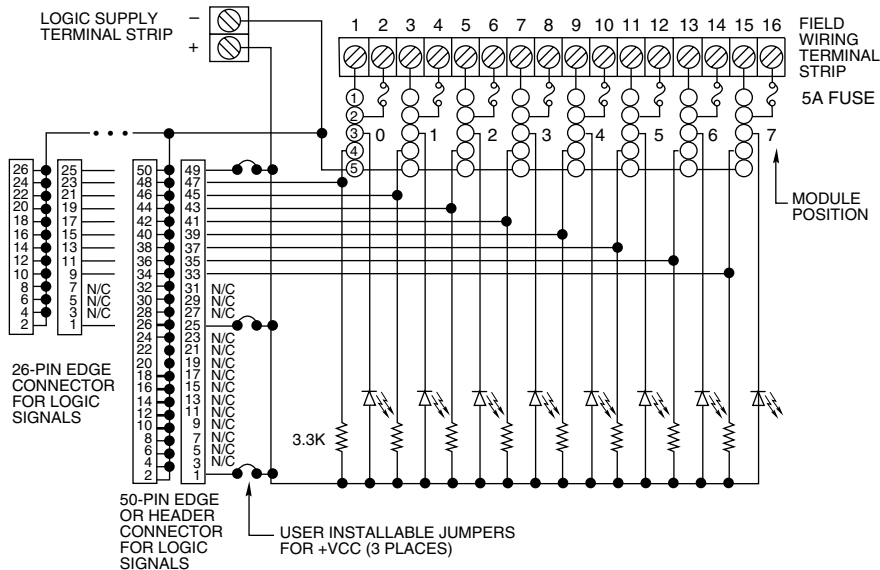 LOGIC SUPPLY
TERMINAL STRIP
–
+
1 2 3 4 5 6 7 8 9 10 11 12 13 14 15 16
FIELD
WIRING
TERMINAL
STRIP
5A FUSE
1
2
3
4
5
0 1 2 3 4 5 6 7
MODULE
POSITION
26 25
24 23
22 21
20 19
18 17
16 15
14 13
12 11
10 9
8 7 N/C
6 5 N/C
4 3 N/C
2 1
26-PIN EDGE
CONNECTOR
FOR LOGIC
SIGNALS
50 49
48 47
46 45
44 43
42 41
40 39
38 37
36 35
34 33
32 31 N/C
30 29 N/C
28 27 N/C
26 25
24 23 N/C
22 21 N/C
20 19 N/C
18 17 N/C
16 15 N/C
14 13 N/C
12 11 N/C
10 9 N/C
8 7 N/C
6 5 N/C
4 3 N/C
2 1
3.3K
50-PIN EDGE
OR HEADER
CONNECTOR
FOR LOGIC
SIGNALS
USER INSTALLABLE JUMPERS
FOR +VCC (3 PLACES)